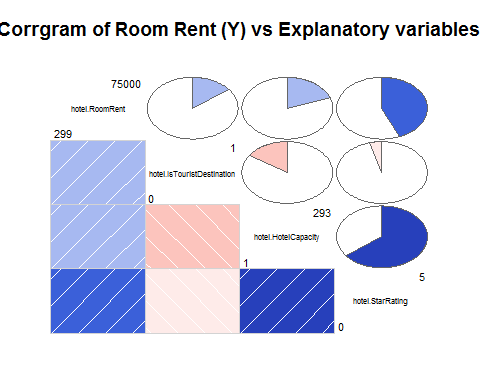 Corrgram of Room Rent (Y) vs Explanatory variables
75000
hotel.RoomRent
299
1
hotel.IsTouristDestination
0
293
hotel.HotelCapacity
1
5
hotel.StarRating
0